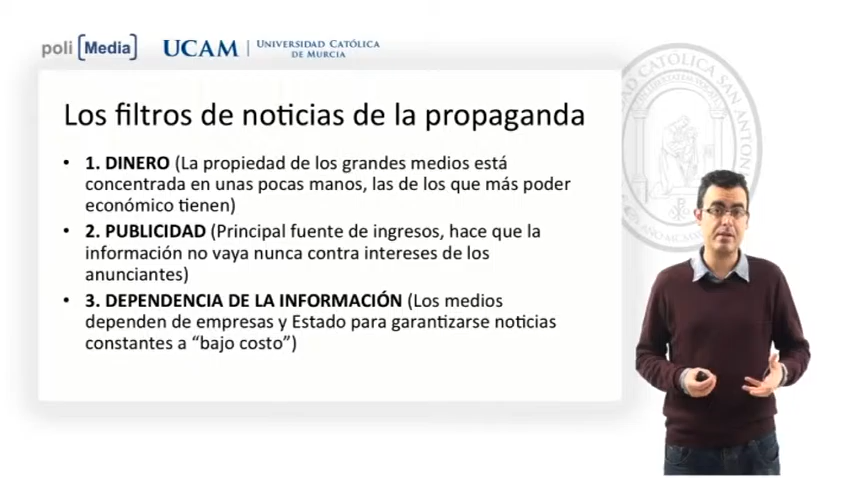 poli [Media]
UCAM
UNIVERSIDAD CATÓLICA
DE MURCIA
Los filtros de noticias de la propaganda
• 1. DINERO (La propiedad de los grandes medios está
concentrada en unas pocas manos, las de los que más poder
económico tienen)
• 2. PUBLICIDAD (Principal fuente de ingresos, hace que la
información no vaya nunca contra intereses de los
anunciantes)
• 3. DEPENDENCIA DE LA INFORMACIÓN (Los medios
dependen de empresas y Estado para garantizarse noticias
constantes a “bajo costo”)
CATÓLICA SAN ANTONI